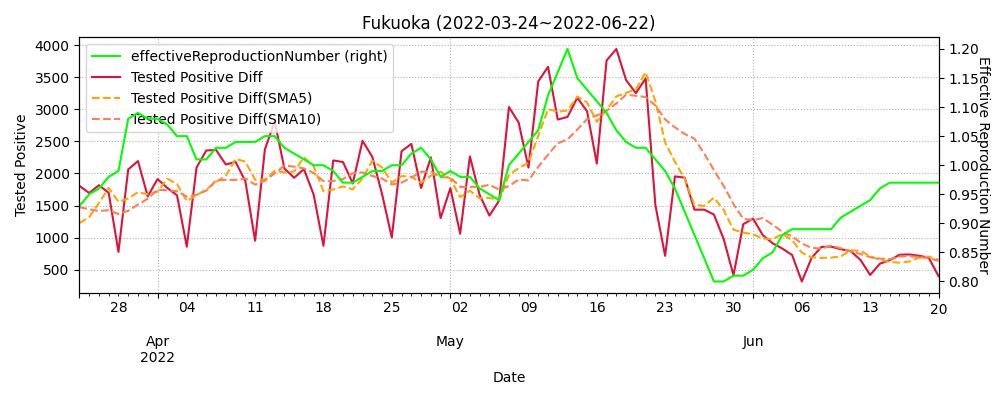 Fukuoka (2022-03-24~2022-06-22)
effectiveReproductionNumber (right)
Tested Positive Diff
Tested Positive Diff(SMA5)
Tested Positive Diff(SMA10)
Tested Positive
4000
3500
3000
2500
2000
1500
1000
500
1.20
1.15
1.10
1.05
1.00
0.95
0.90
0.85
0.80
Effective Reproduction Number
28 04 11 18 25 02 09 16 23 30 06 13 20
Apr May Jun
2022
Date